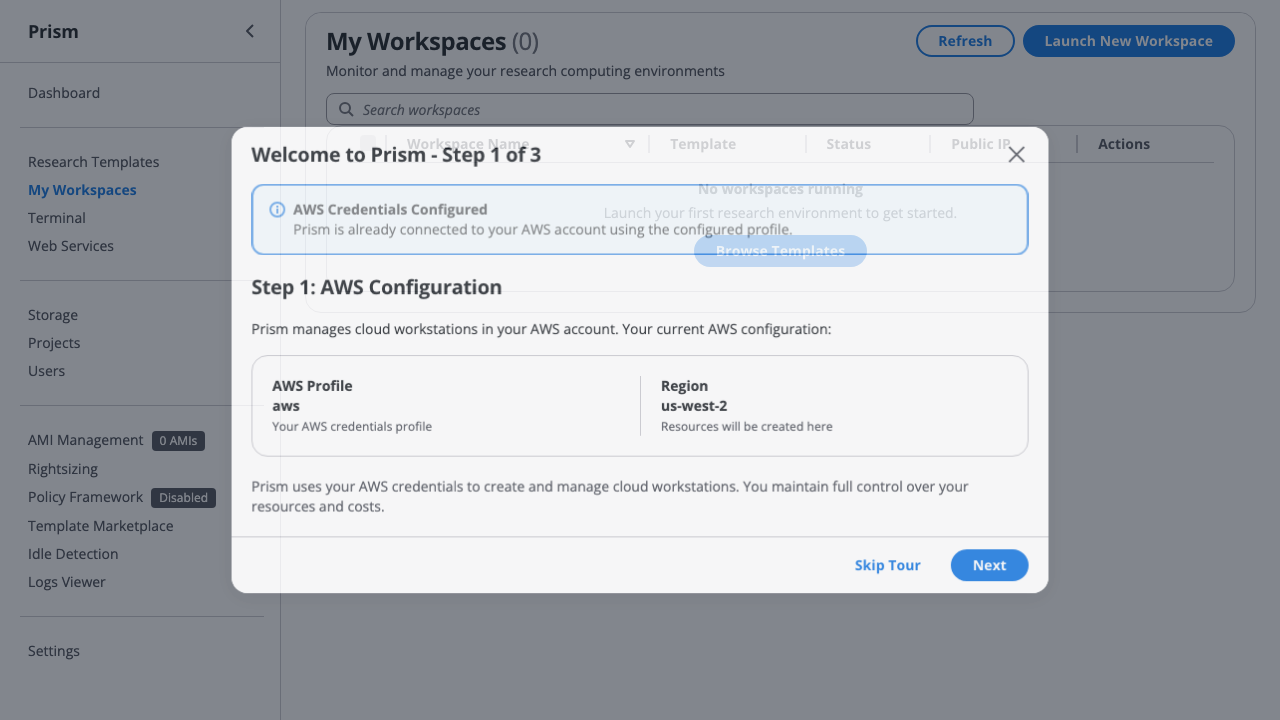 Prism
Dashboard
Research Templates
My Workspaces
Terminal
Web Services
Storage
Projects
Users
AMI Management 0 AMIs
Rightsizing
Policy Framework Disabled
Template Marketplace
Idle Detection
Logs Viewer
Settings
My Workspaces (0)
Refresh
Launch New Workspace
Monitor and manage your research computing environments
Search workspaces
Workspace Name Template Status Public IP Actions
No workspaces running
Launch your first research environment to get started.
Browse Templates
Welcome to Prism - Step 1 of 3
AWS Credentials Configured
Prism is already connected to your AWS account using the configured profile.
Step 1: AWS Configuration
Prism manages cloud workstations in your AWS account. Your current AWS configuration:
AWS Profile
aws
Your AWS credentials profile
Region
us-west-2
Resources will be created here
Prism uses your AWS credentials to create and manage cloud workstations. You maintain full control over your
resources and costs.
Skip Tour
Next